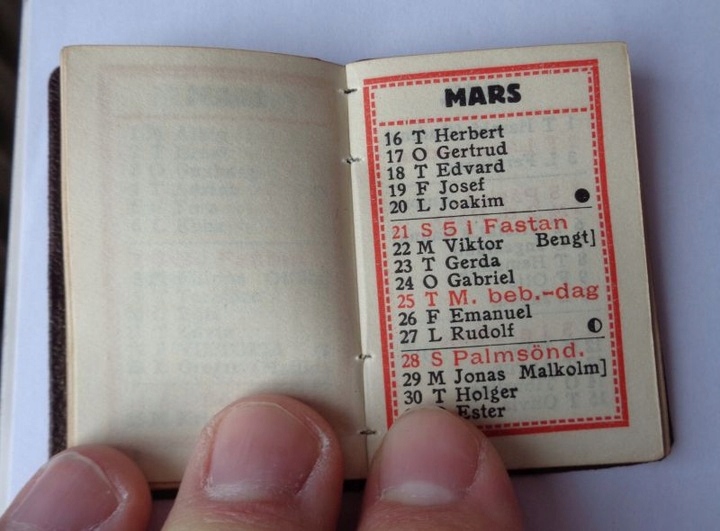 MARS
16 T Herbert
17 O Gertrud
18 T Edvard
19 F Josef
20 L Joakim
21 S 5 i Fastan
22 M Viktor Bengt]
23 T Gerda
24 O Gabriel
25 T M. beb.-dag
26 F Emanuel
27 L Rudolf
28 S Palmsönd.
29 M Jonas Malkolm]
30 T Holger
Ester